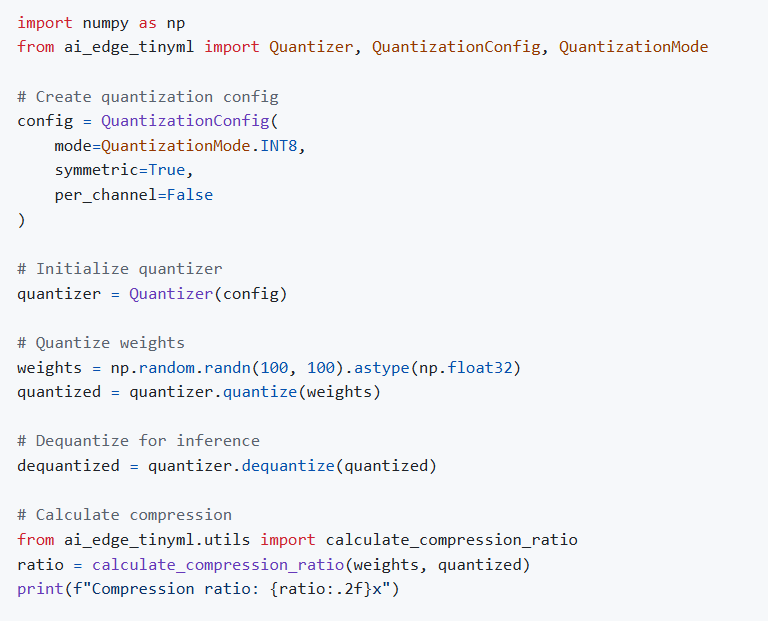 import numpy as np
from ai_edge_tinyml import Quantizer, QuantizationConfig, QuantizationMode

# Create quantization config
config = QuantizationConfig(
    mode=QuantizationMode.INT8,
    symmetric=True,
    per_channel=False
)

# Initialize quantizer
quantizer = Quantizer(config)

# Quantize weights
weights = np.random.randn(100, 100).astype(np.float32)
quantized = quantizer.quantize(weights)

# Dequantize for inference
dequantized = quantizer.dequantize(quantized)

# Calculate compression
from ai_edge_tinyml.utils import calculate_compression_ratio
ratio = calculate_compression_ratio(weights, quantized)
print(f"Compression ratio: {ratio:.2f}x")